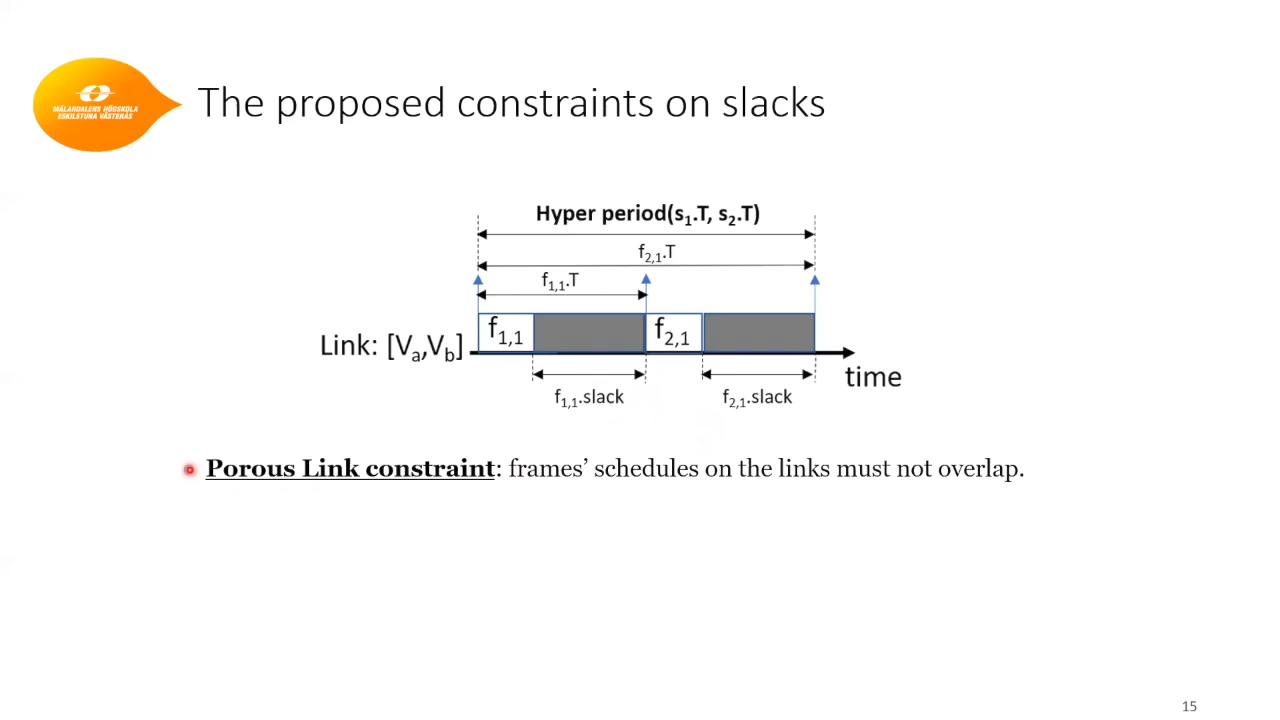 MÄLARDALENS HÖGSKOLA
ESKILSTUNA VÄSTERÅS
The proposed constraints on slacks
Hyper period(s₁.T, s₂.T)
f₂,₁.T
f₁,₁.T
f₁,₁
f₂,₁
Link: [Vₐ,V_b]
time
f₁,₁.slack
f₂,₁.slack
Porous Link constraint: frames’ schedules on the links must not overlap.
15